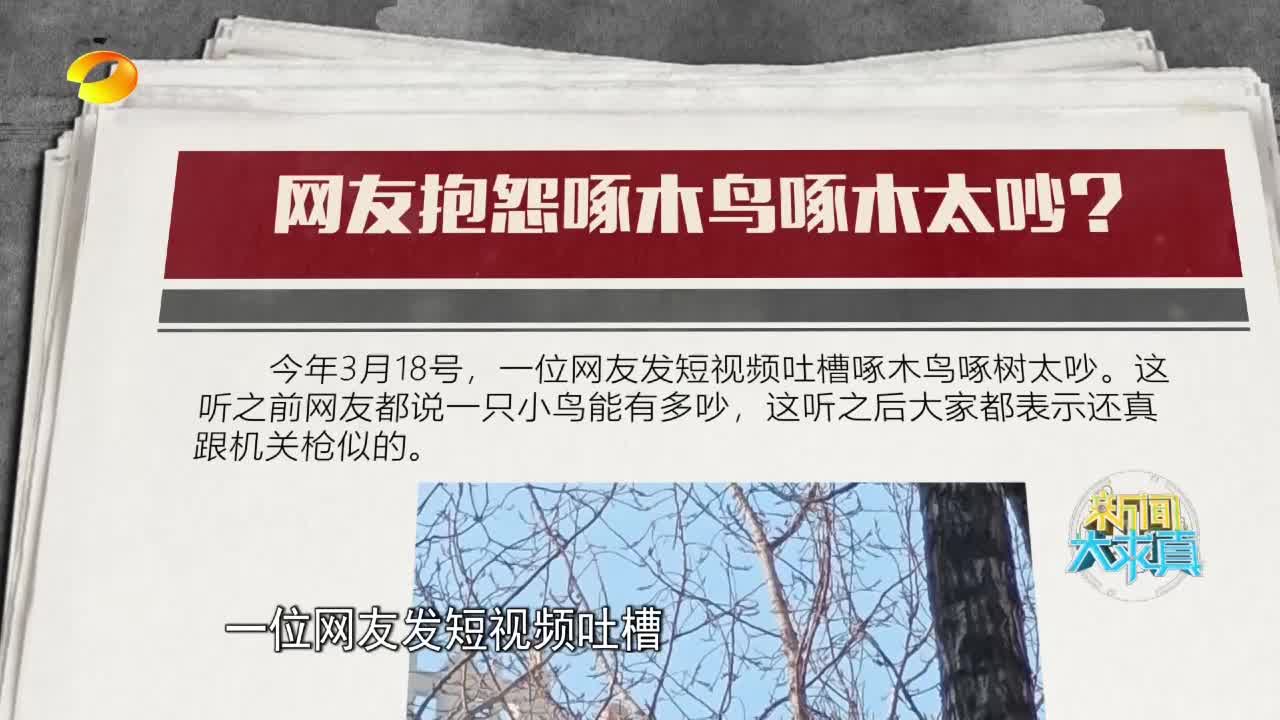 网友抱怨啄木鸟啄木太吵?
今年3月18号，一位网友发短视频吐槽啄木鸟啄树太吵。这
听之前网友都说一只小鸟能有多吵，这听之后大家都表示还真
跟机关枪似的。
新闻
大求真
一位网友发短视频吐槽